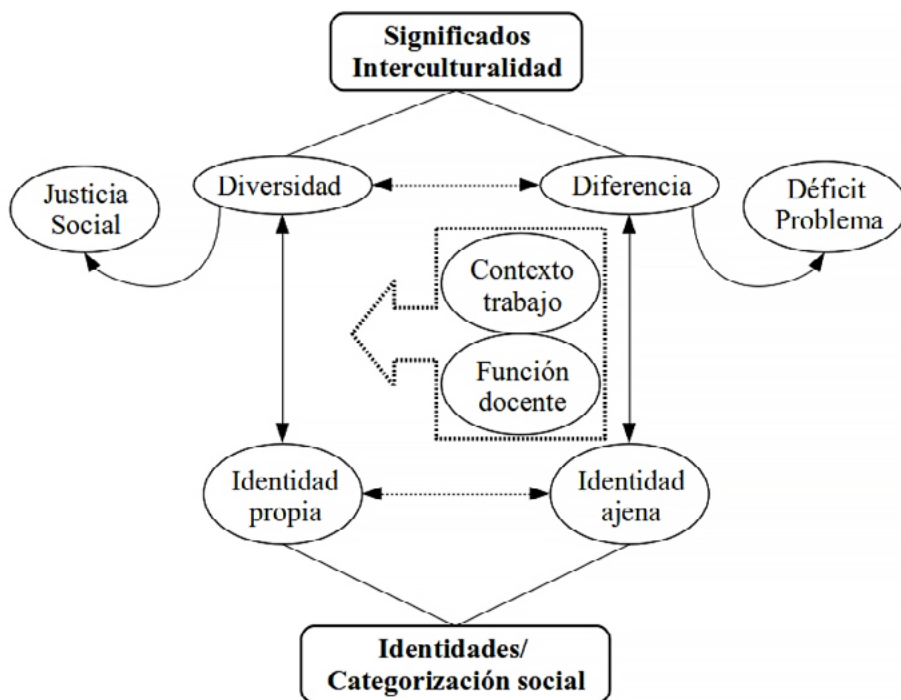 Significados
Interculturalidad
Justicia
Social
Diversidad
Diferencia
Déficit
Problema
Contexto
trabajo
Función
docente
Identidad
propia
Identidad
ajena
Identidades/
Categorización social